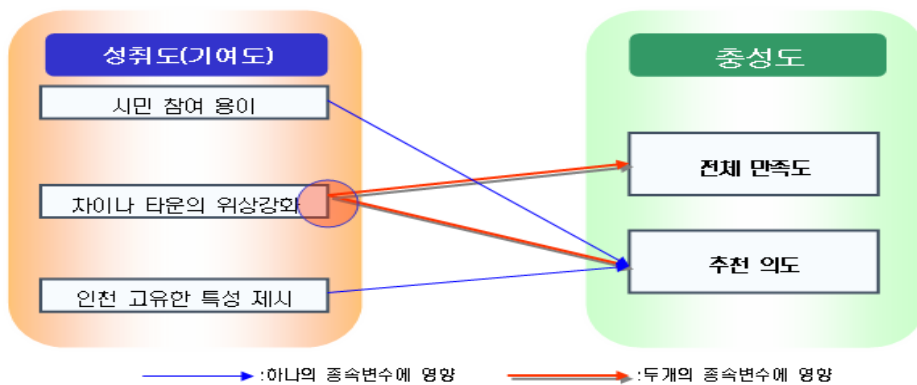 성취도(기여도)
시민 참여 용이
차이나 타운의 위상강화
인천 고유한 특성 제시
충성도
전체 만족도
추천 의도
:하나의 종속변수에 영향
:두개의 종속변수에 영향